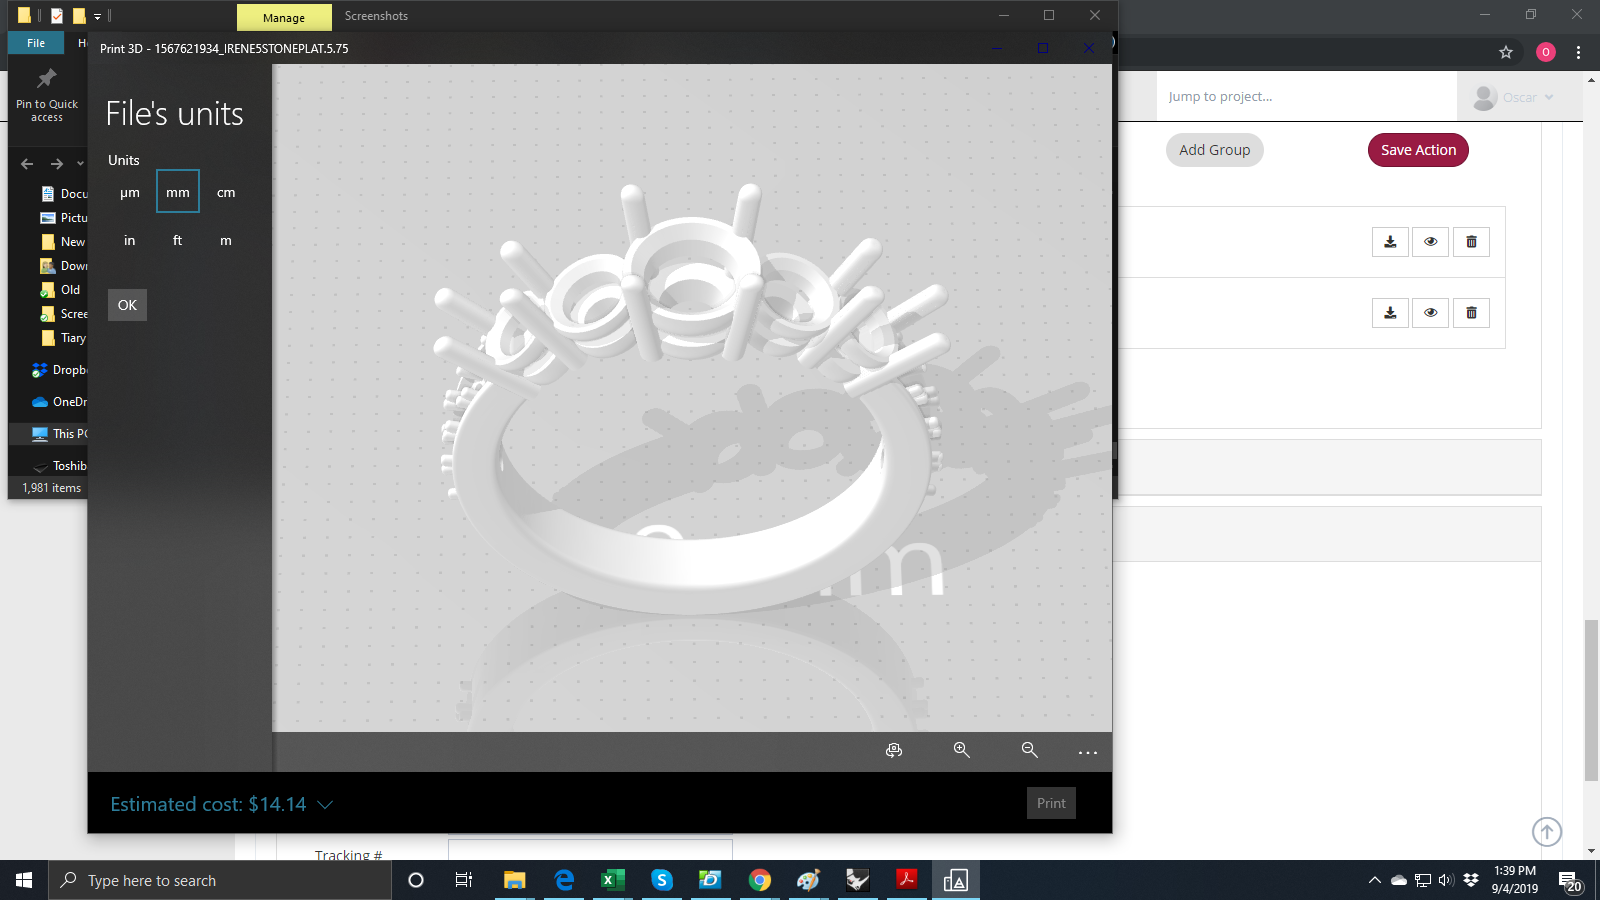 Manage
Screenshots
File
Print 3D - 1567621934_IRENE5STONEPLAT.5.75
Pin to Quick
access
File's units
Units
µm
mm
cm
in
ft
m
OK
Docu
Pictu
New
Down
Old
Scree
Tiary
Dropb
OneDr
This PC
Toshib
1,981 items
in
Estimated cost: $14.14
Print
O
Jump to project...
Oscar
Add Group
Save Action
Tracking #
Type here to search
1:39 PM
9/4/2019
20